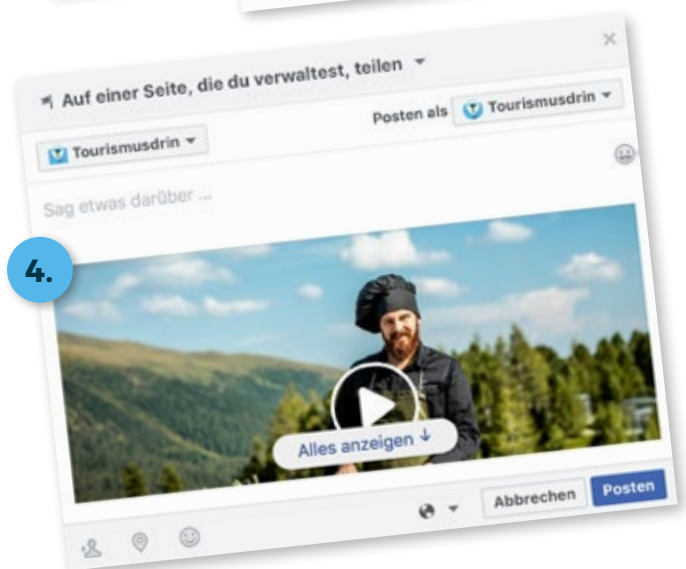 Auf einer Seite, die du verwaltest, teilen
Tourismusdrin
Posten als Tourismusdrin
Sag etwas darüber ...
4.
Alles anzeigen ↓
Abbrechen Posten